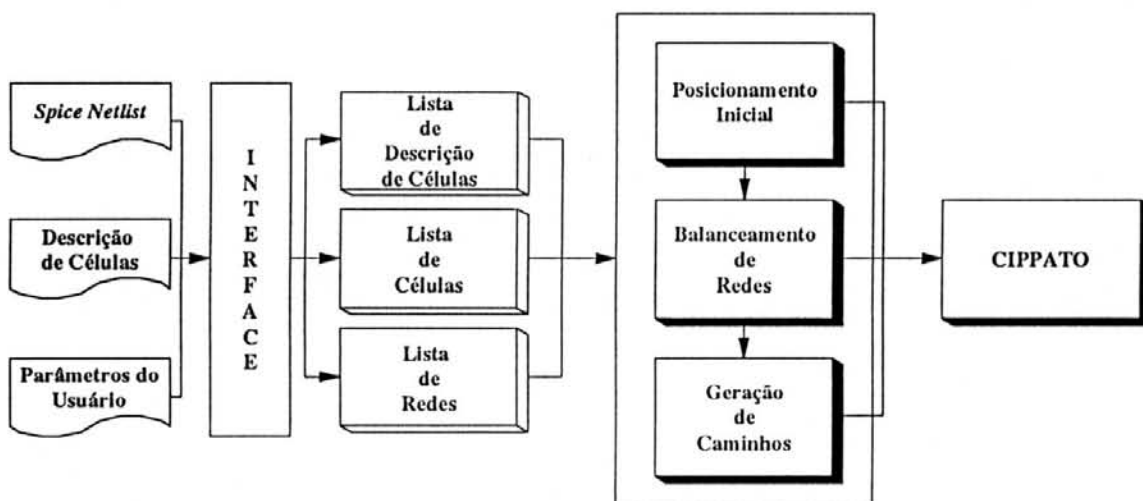 Spice Netlist
Descrição
de Células
Parâmetros do
Usuário
I
N
T
E
R
F
A
C
E
Lista
de
Descrição
de Células
Lista
de
Células
Lista
de
Redes
Posicionamento
Inicial
Balanceamento
de
Redes
Geração
de
Caminhos
CIPPATO